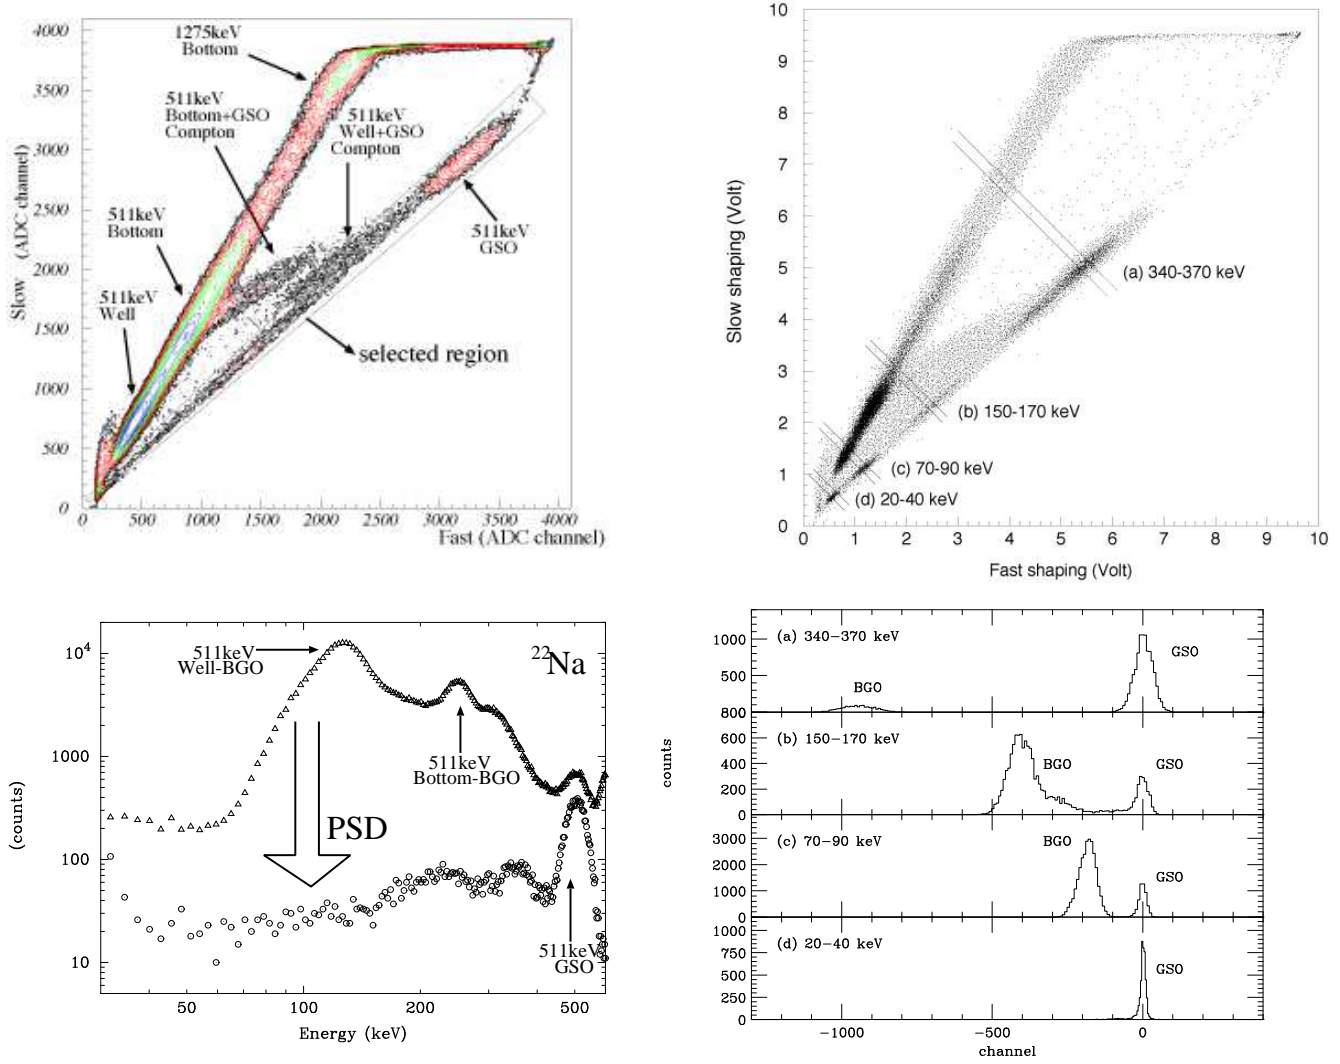 4000
3500
3000
2500
2000
1500
1000
500
0
Slow (ADC channel)
1275keV
Bottom
511keV
Bottom+GSO
Compton
511keV
Well+GSO
Compton
511keV
Bottom
511keV
GSO
511keV
Well
selected region
0 500 1000 1500 2000 2500 3000 3500 4000
Fast (ADC channel)
10
9
8
7
6
5
4
3
2
1
0
Slow shaping (Volt)
(a) 340-370 keV
(b) 150-170 keV
(c) 70-90 keV
(d) 20-40 keV
0 1 2 3 4 5 6 7 8 9 10
Fast shaping (Volt)
10⁴
1000
100
10
(counts)
511keV
Well-BGO
²²Na
511keV
Bottom-BGO
PSD
511keV
GSO
50 100 200 500
Energy (keV)
counts
(a) 340−370 keV
1000
500
800
BGO
GSO
(b) 150−170 keV
600
400
200
0
BGO
GSO
(c) 70−90 keV
3000
2000
1000
0
BGO
GSO
(d) 20−40 keV
1000
750
500
250
0
GSO
−1000 −500 0
channel